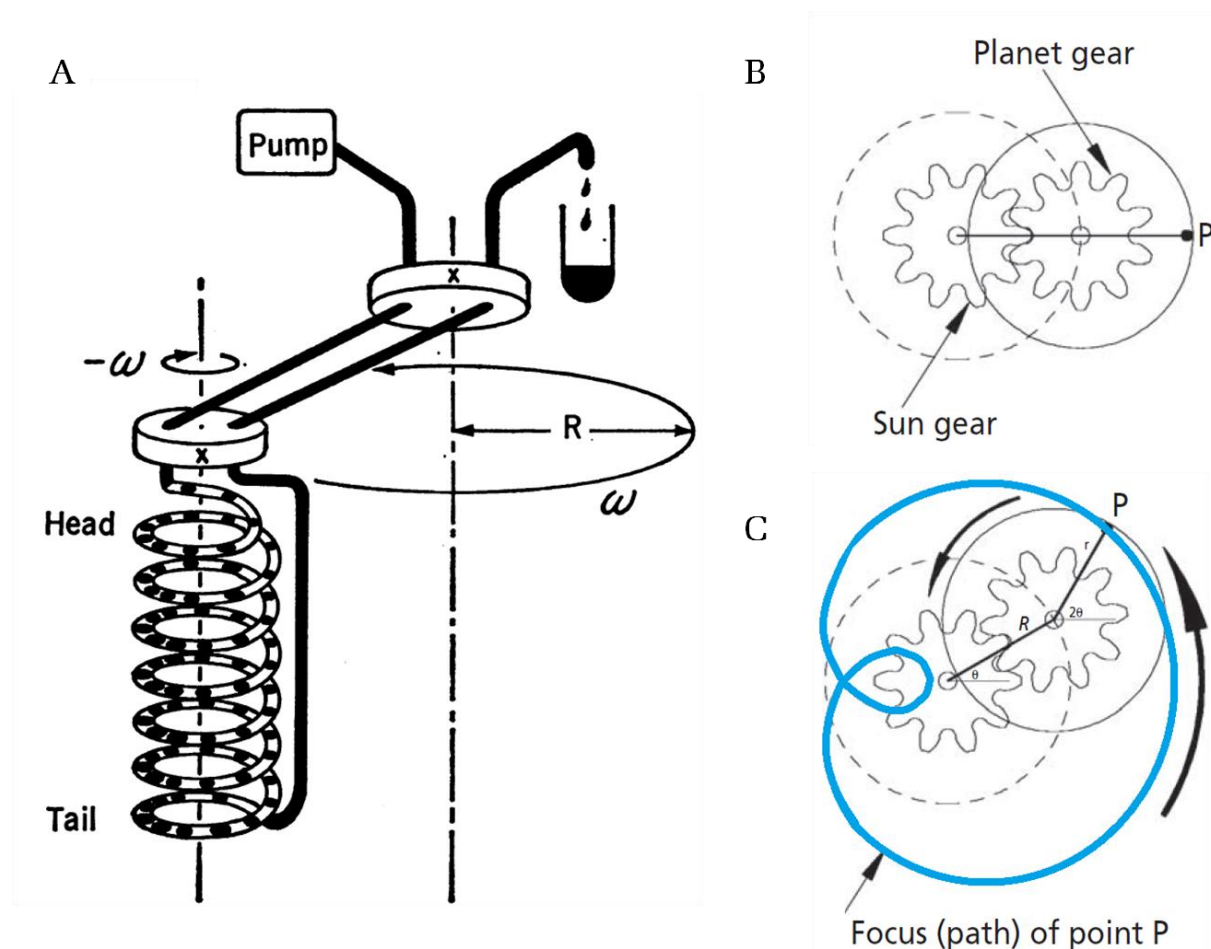 A
Pump
x
-ω
R
x
ω
Head
Tail
B
Planet gear
P
Sun gear
C
P
r
R
2θ
θ
Focus (path) of point P